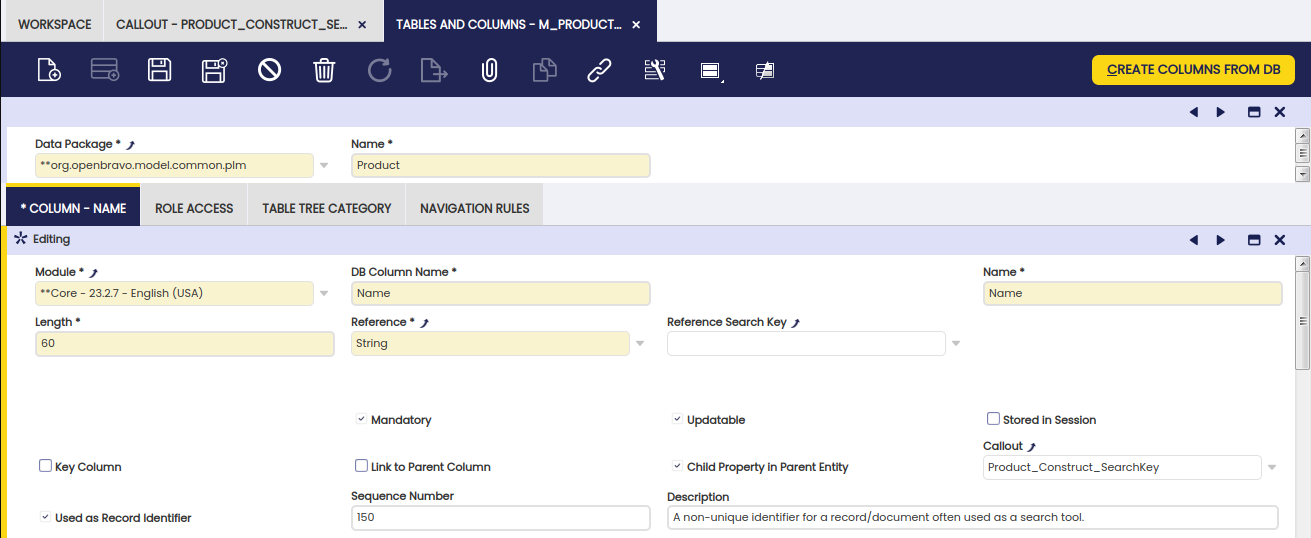 WORKSPACE CALLOUT - PRODUCT_CONSTRUCT_SE... × TABLES AND COLUMNS - M_PRODUCT... ×
CREATE COLUMNS FROM DB
Data Package * Name *
**org.openbravo.model.common.plm Product
* COLUMN - NAME ROLE ACCESS TABLE TREE CATEGORY NAVIGATION RULES
Editing
Module * DB Column Name * Name *
**Core - 23.2.7 - English (USA) Name Name
Length * Reference * Reference Search Key
60 String
Mandatory Updatable Stored in Session
Callout
Key Column Link to Parent Column Child Property in Parent Entity Product_Construct_SearchKey
Sequence Number Description
Used as Record Identifier 150 A non-unique identifier for a record/document often used as a search tool.